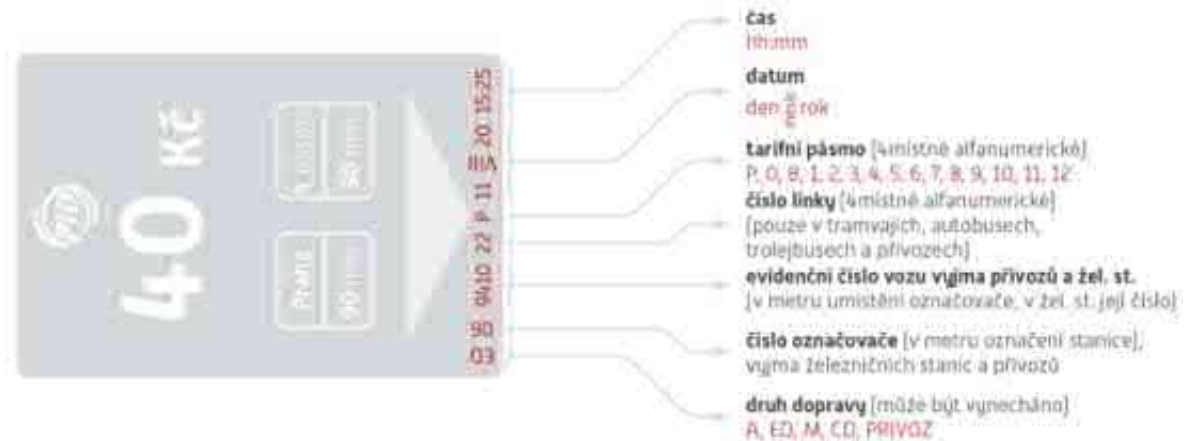 40 Kč
Praha
90 min
03 90 9410 22 P 11 20 15:25
čas
hh:mm
datum
den rok
tarifní pásmo (4místné alfanumerické)
P, 0, B, 1, 2, 3, 4, 5, 6, 7, 8, 9, 10, 11, 12
číslo linky (4místné alfanumerické)
(pouze v tramvajích, autobusech,
trolejbusech a přívozech)
evidenční číslo vozu vyjma přívozů a žel. st.
(v metru umístění označovače, v žel. st. její číslo)
číslo označovače (v metru označení stanice),
vyjma železničních stanic a přívozů
druh dopravy (může být vynecháno)
A, ED, M, CD, PRIVOZ